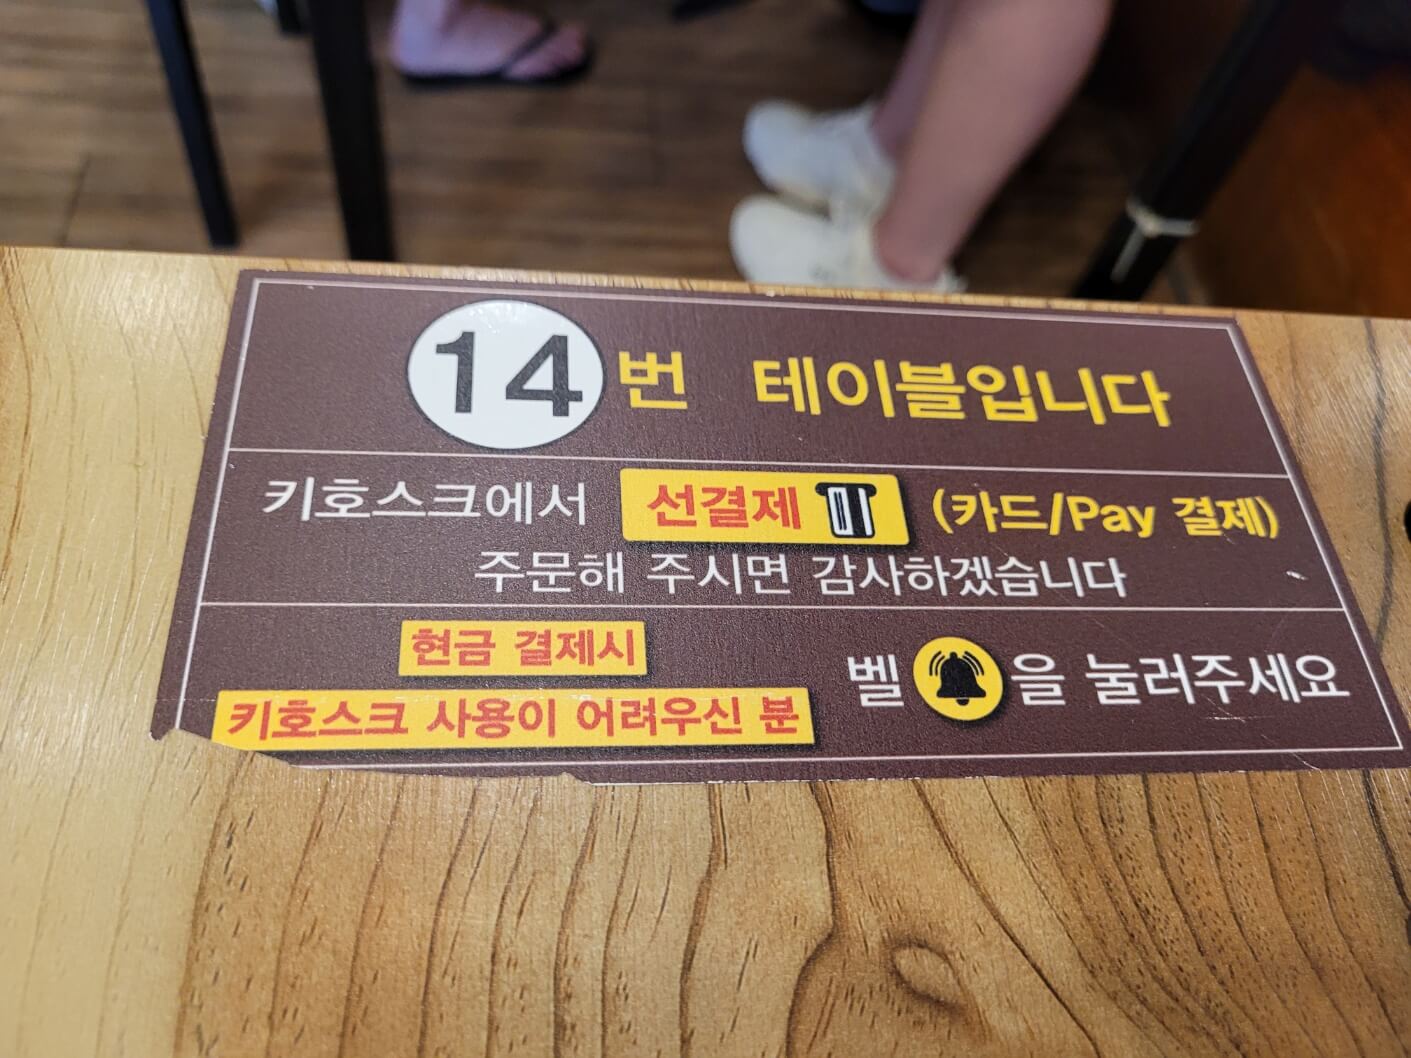 14번 테이블입니다
키호스크에서 선결제 (카드/Pay 결제)
주문해 주시면 감사하겠습니다
현금 결제시
키호스크 사용이 어려우신 분
벨을 눌러주세요